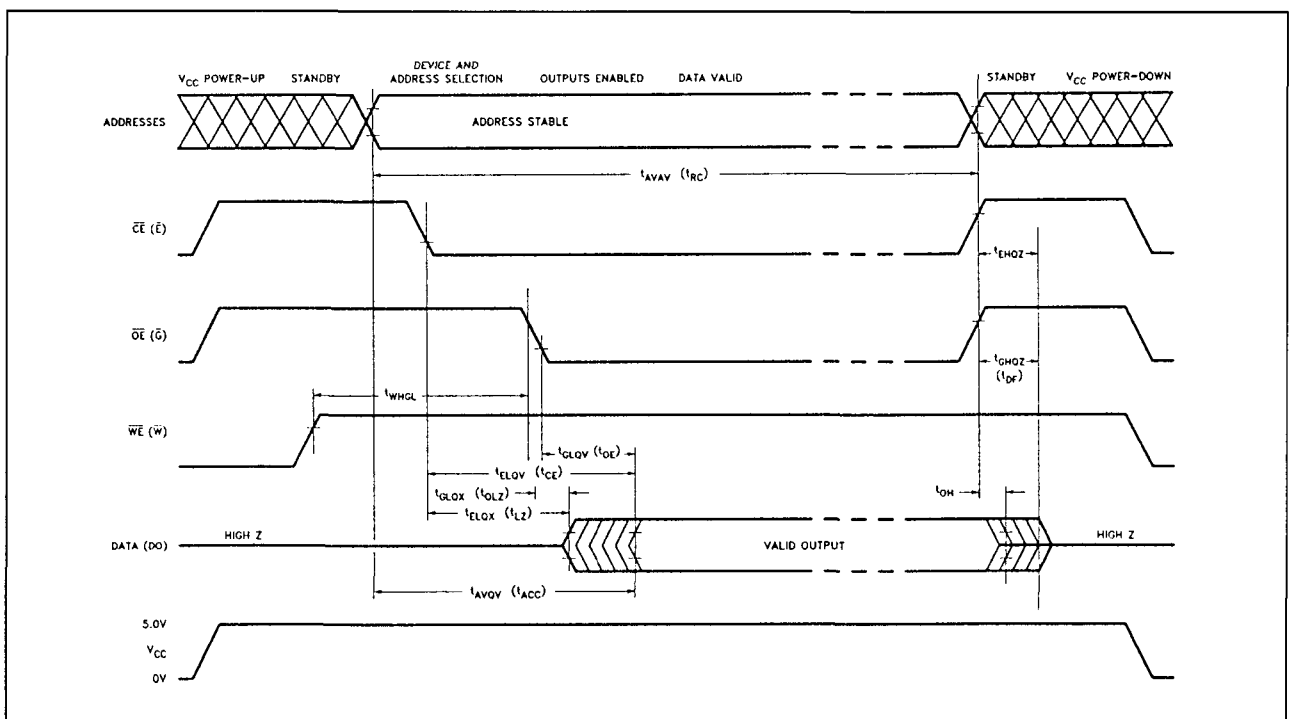 V_CC POWER-UP STANDBY DEVICE AND ADDRESS SELECTION OUTPUTS ENABLED DATA VALID STANDBY V_CC POWER-DOWN
ADDRESSES ADDRESS STABLE
t_AVAV (t_RC)
C̅E̅ (E̅)
t_EHQZ
O̅E̅ (G̅)
t_GHQZ (t_DF)
t_WHGL
W̅E̅ (W̅)
t_GLQV (t_OE)
t_ELQV (t_CE)
t_GLQX (t_OLZ)
t_OH
t_ELQX (t_LZ)
HIGH Z
DATA (DO) VALID OUTPUT HIGH Z
t_AVQV (t_ACC)
5.0V
V_CC
0V